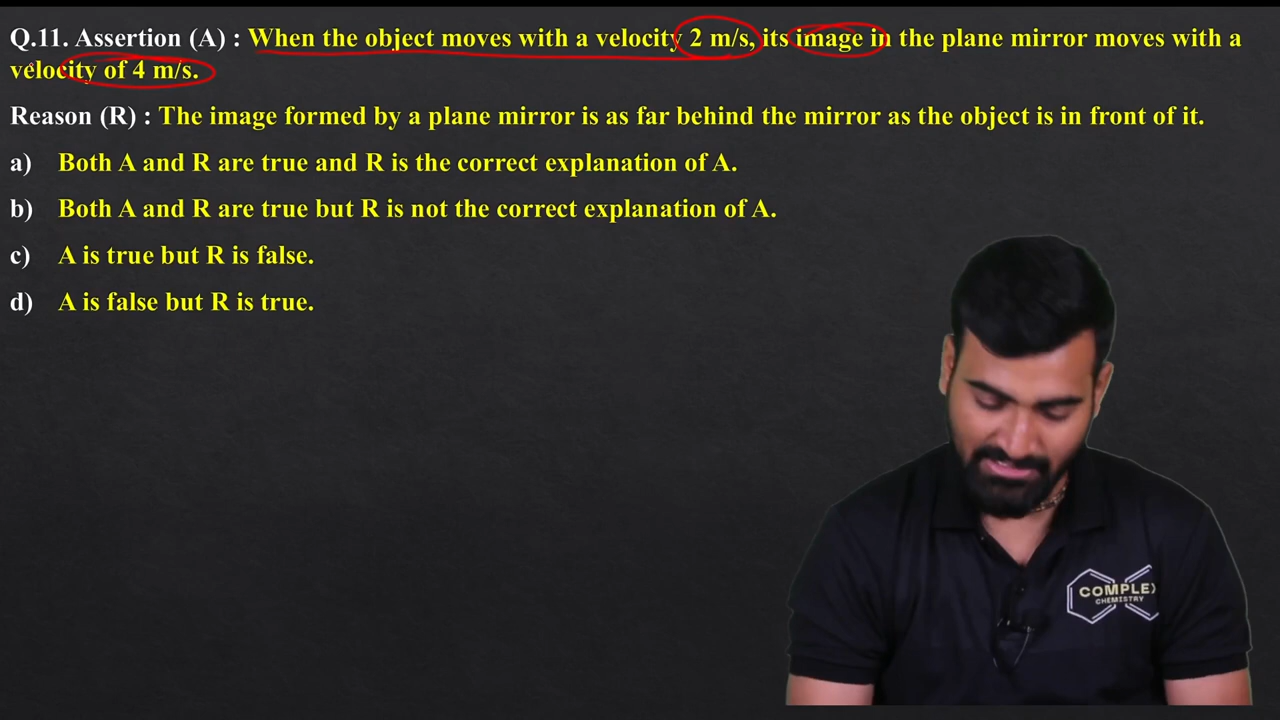 Q.11. Assertion (A) : When the object moves with a velocity 2 m/s, its image in the plane mirror moves with a
velocity of 4 m/s.
Reason (R) : The image formed by a plane mirror is as far behind the mirror as the object is in front of it.
a) Both A and R are true and R is the correct explanation of A.
b) Both A and R are true but R is not the correct explanation of A.
c) A is true but R is false.
d) A is false but R is true.
COMPLEX
CHEMISTRY